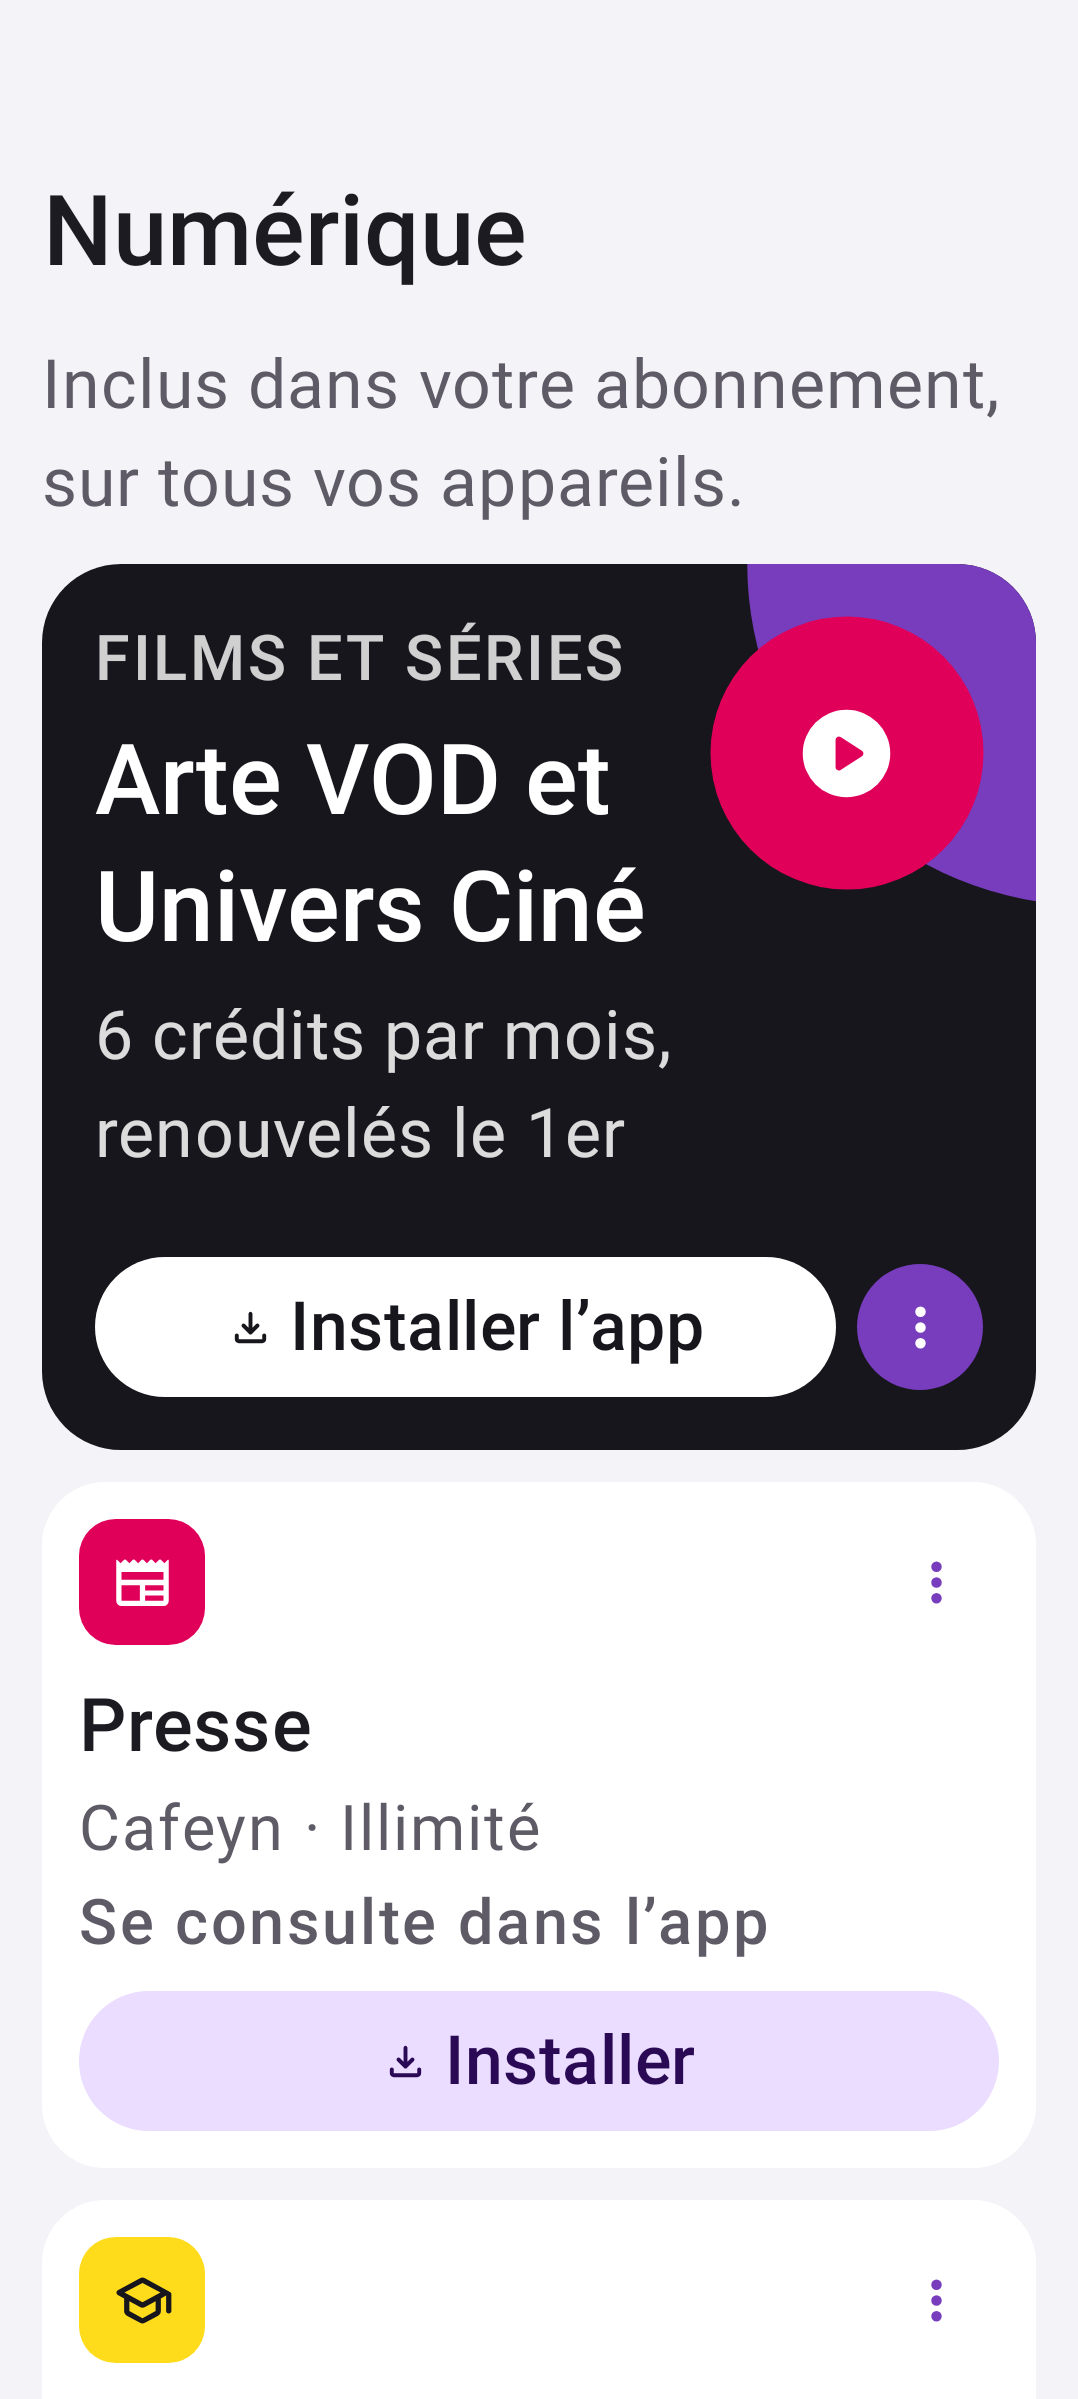 Numérique
Inclus dans votre abonnement,
sur tous vos appareils.
FILMS ET SÉRIES
Arte VOD et
Univers Ciné
6 crédits par mois,
renouvelés le 1er
Installer l’app
Presse
Cafeyn · Illimité
Se consulte dans l’app
Installer